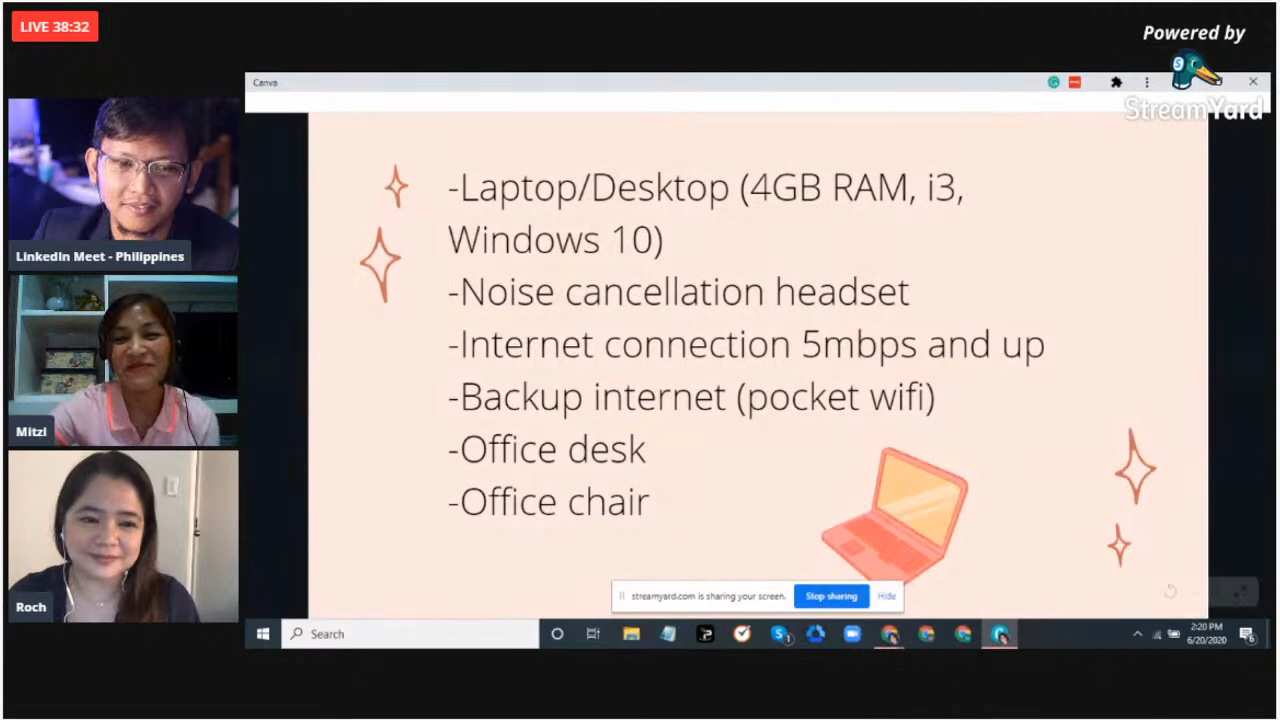 LIVE 38:32
Powered by
StreamYard
Canva
LinkedIn Meet - Philippines
Mitzi
Roch
-Laptop/Desktop (4GB RAM, i3,
Windows 10)
-Noise cancellation headset
-Internet connection 5mbps and up
-Backup internet (pocket wifi)
-Office desk
-Office chair
streamyard.com is sharing your screen.
Stop sharing
Hide
Search
2:20 PM
6/20/2020